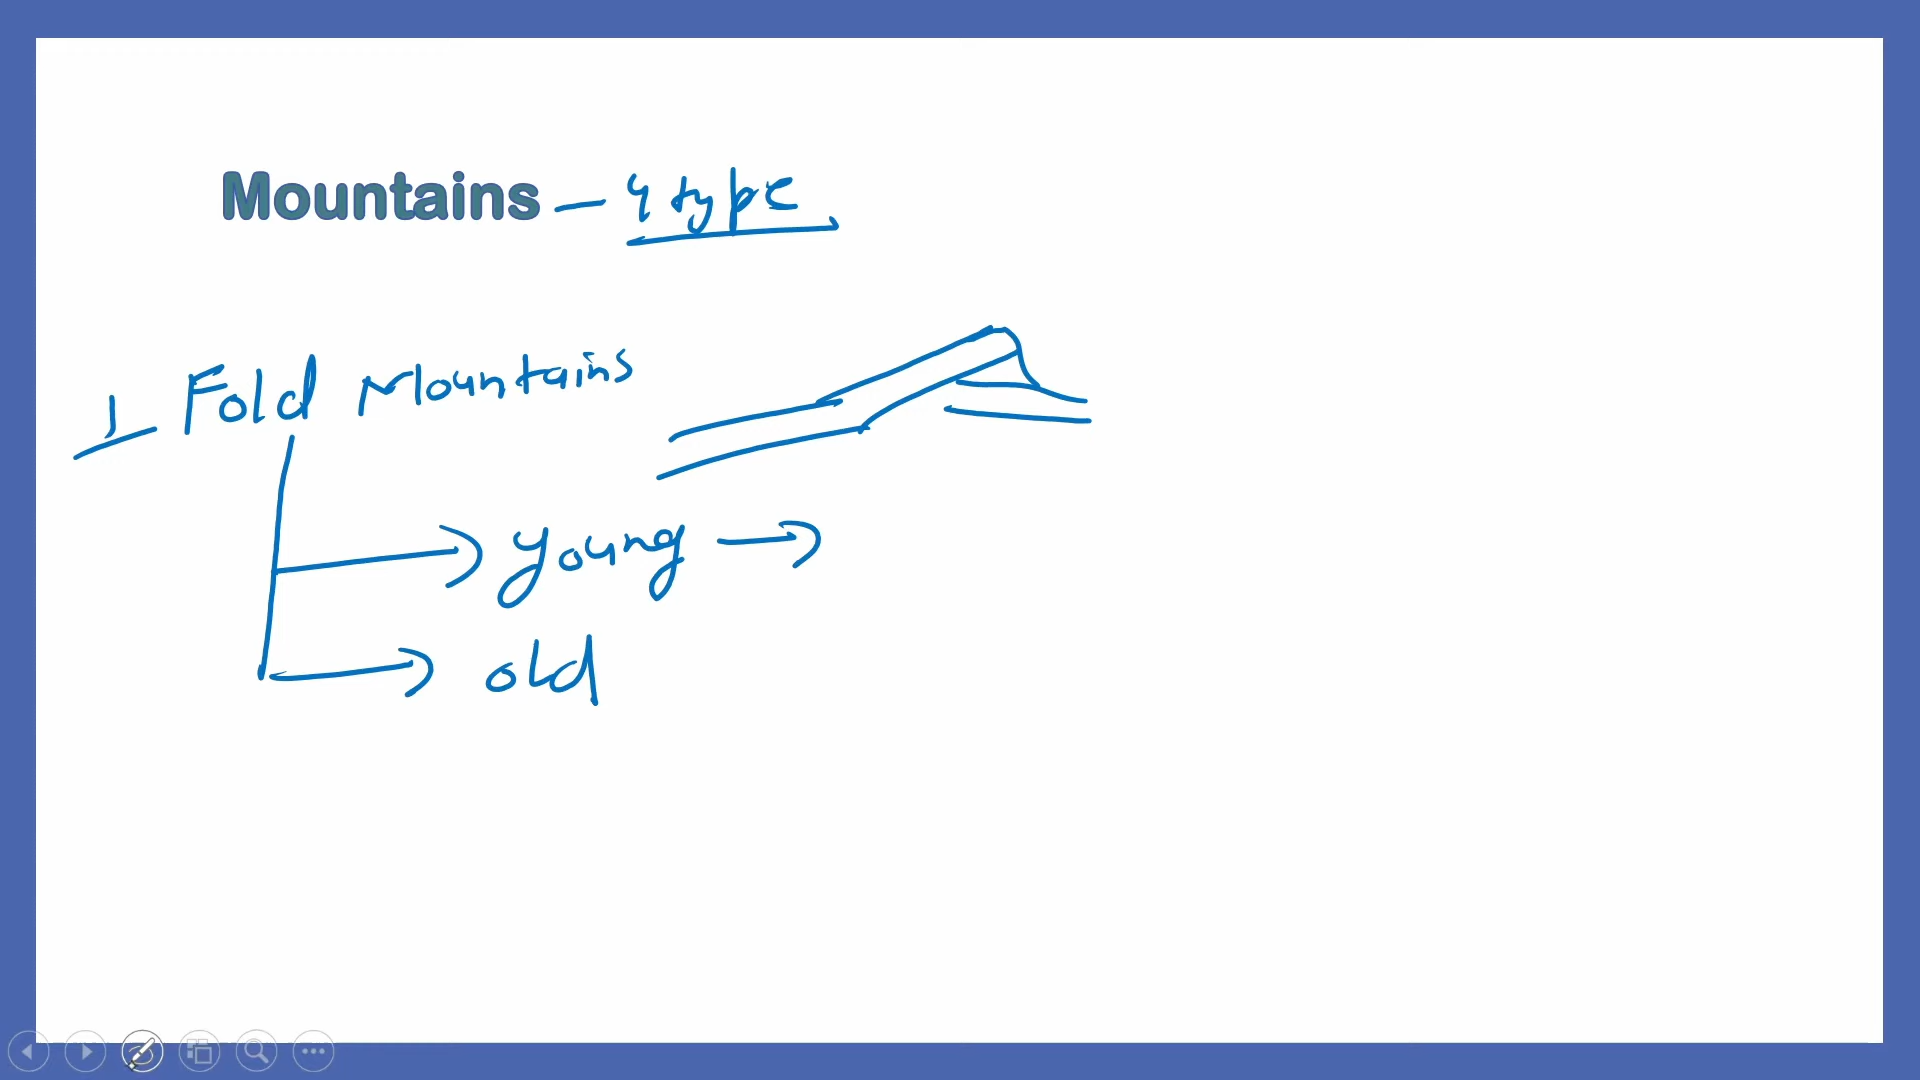 Mountains – 4 type
1 Fold Mountains
→ young →
→ old